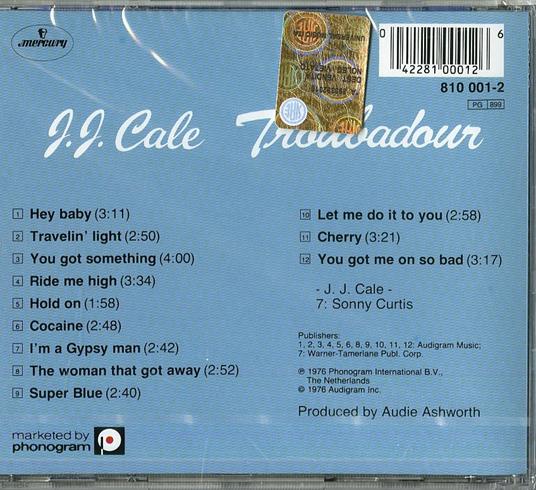 mercury
0 42281 00012 6
810 001-2
PG 899
J.J. Cale Troubadour
1 Hey baby (3:11)
2 Travelin' light (2:50)
3 You got something (4:00)
4 Ride me high (3:34)
5 Hold on (1:58)
6 Cocaine (2:48)
7 I'm a Gypsy man (2:42)
8 The woman that got away (2:52)
9 Super Blue (2:40)
10 Let me do it to you (2:58)
11 Cherry (3:21)
12 You got me on so bad (3:17)
- J. J. Cale -
7: Sonny Curtis
Publishers:
1, 2, 3, 4, 5, 6, 8, 9, 10, 11, 12: Audigram Music;
7: Warner-Tamerlane Publ. Corp.
℗ 1976 Phonogram International B.V.,
The Netherlands
© 1976 Audigram Inc.
Produced by Audie Ashworth
marketed by
phonogram